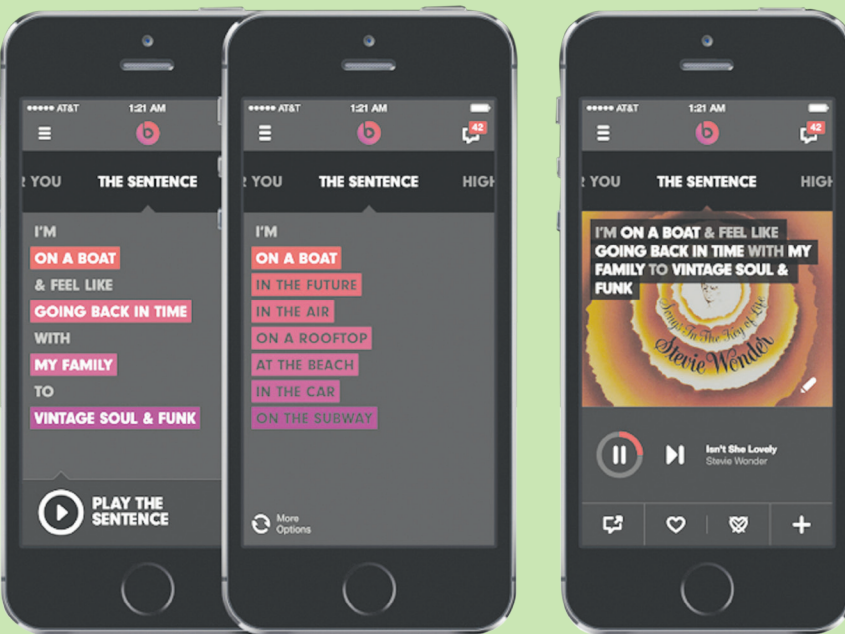 AT&T 1:21 AM
YOU THE SENTENCE
I'M
ON A BOAT
& FEEL LIKE
GOING BACK IN TIME
WITH
MY FAMILY
TO
VINTAGE SOUL & FUNK
PLAY THE
SENTENCE
AT&T 1:21 AM
42
YOU THE SENTENCE HIGH
I'M
ON A BOAT
IN THE FUTURE
IN THE AIR
ON A ROOFTOP
AT THE BEACH
IN THE CAR
ON THE SUBWAY
More
Options
AT&T 1:21 AM
42
YOU THE SENTENCE HIGH
I'M ON A BOAT & FEEL LIKE
GOING BACK IN TIME WITH MY
FAMILY TO VINTAGE SOUL &
FUNK
Songs In The Key of Life
Stevie Wonder
Isn't She Lovely
Stevie Wonder